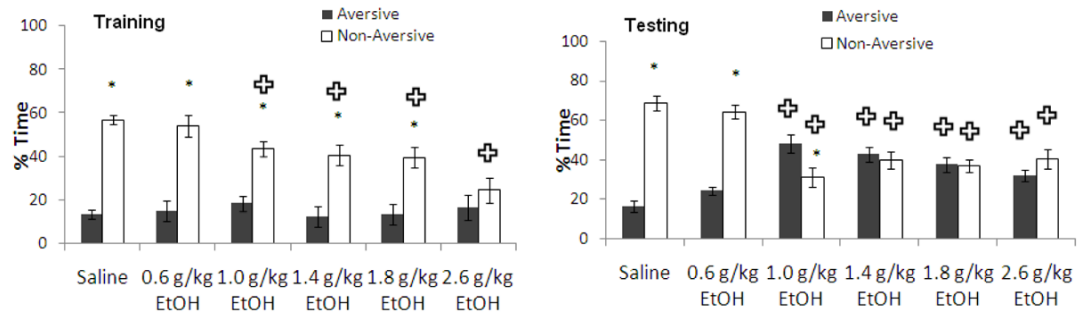 Training
Aversive
Non-Aversive
100
80
60
40
20
0
% Time
*
*
*
*
*
Saline
0.6 g/kg
EtOH
1.0 g/kg
EtOH
1.4 g/kg
EtOH
1.8 g/kg
EtOH
2.6 g/kg
EtOH
Testing
Aversive
Non-Aversive
100
80
60
40
20
0
% Time
*
*
*
Saline
0.6 g/kg
EtOH
1.0 g/kg
EtOH
1.4 g/kg
EtOH
1.8 g/kg
EtOH
2.6 g/kg
EtOH